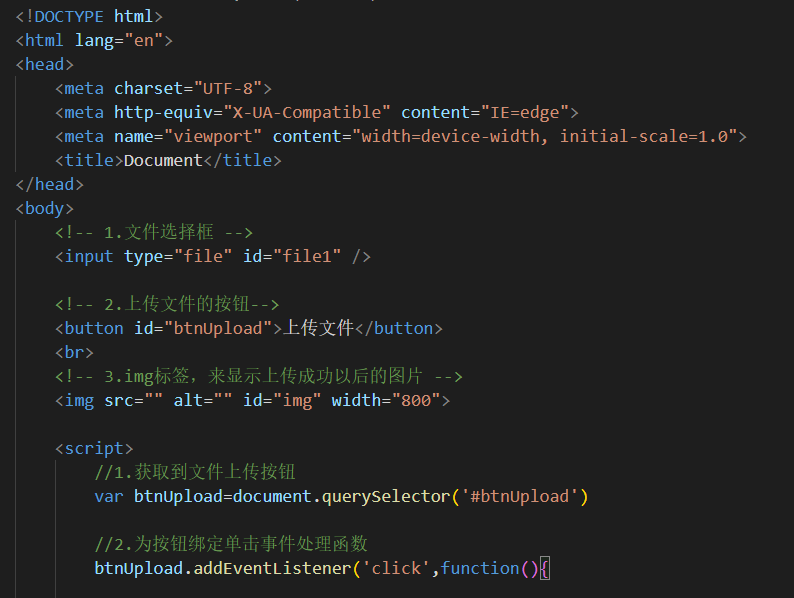 <!DOCTYPE html>
<html lang="en">
<head>
    <meta charset="UTF-8">
    <meta http-equiv="X-UA-Compatible" content="IE=edge">
    <meta name="viewport" content="width=device-width, initial-scale=1.0">
    <title>Document</title>
</head>
<body>
    <!-- 1.文件选择框 -->
    <input type="file" id="file1" />

    <!-- 2.上传文件的按钮-->
    <button id="btnUpload">上传文件</button>
    <br>
    <!-- 3.img标签，来显示上传成功以后的图片 -->
    <img src="" alt="" id="img" width="800">

    <script>
        //1.获取到文件上传按钮
        var btnUpload=document.querySelector('#btnUpload')

        //2.为按钮绑定单击事件处理函数
        btnUpload.addEventListener('click',function(){